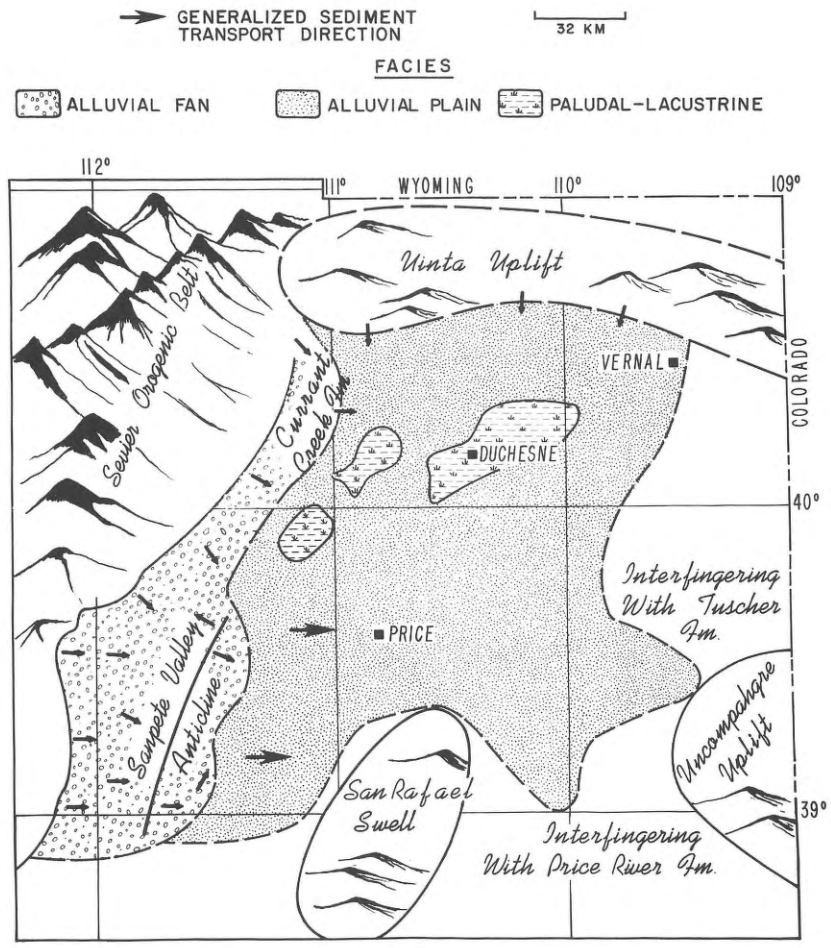 GENERALIZED SEDIMENT
TRANSPORT DIRECTION
32 KM
FACIES
ALLUVIAL FAN
ALLUVIAL PLAIN
PALUDAL-LACUSTRINE
112°
111°
WYOMING
110°
109°
Uinta Uplift
Sevier Orogenic Belt
VERNAL
COLORADO
Currant
Creek Fm
DUCHESNE
40°
Interfingering
With Tuscher
Fm.
PRICE
Sanpete Valley
Anticline
Uncompahgre
Uplift
San Rafael
Swell
39°
Interfingering
With Price River Fm.